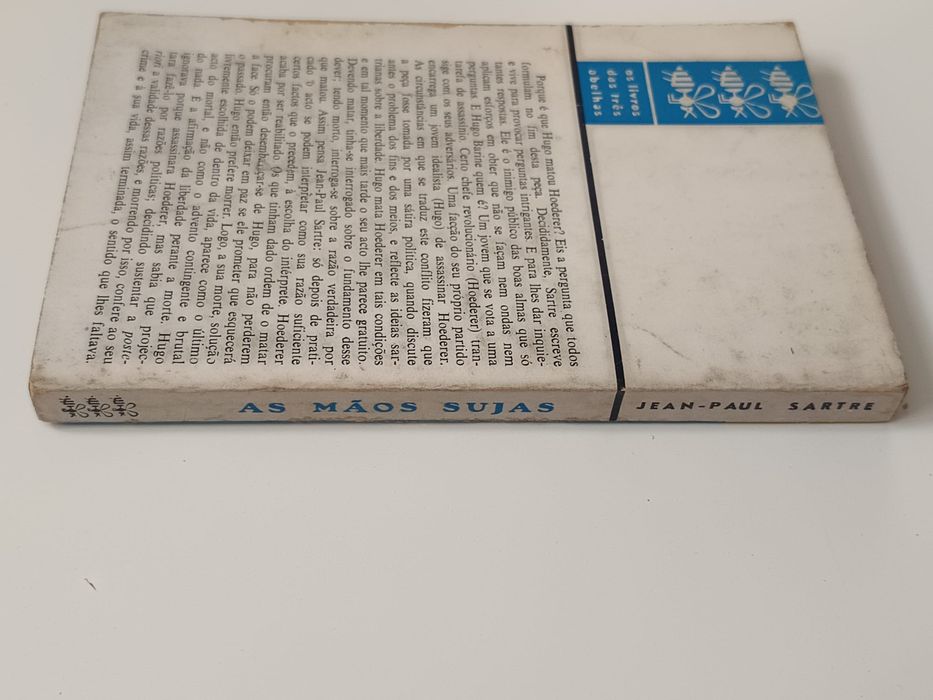 os livros
das três
abelhas
Porque é que Hugo matou Hoederer? Eis a pergunta que todos
formulam no fim desta peça. Decididamente, Sartre escreve
e vive para provocar perguntas intrigantes. E para lhes dar inquie-
tantes respostas. Ele é o inimigo público das boas almas que só
aplicam esforços em obter que não se façam nem ondas nem
perguntas. E Hugo Barine quem é? Um jovem que se vota a uma
tarefa de assassínio. Certo chefe revolucionário (Hoederer) tran-
sige com os seus adversários. Uma facção do seu próprio partido
encarrega um jovem idealista (Hugo) de assassinar Hoederer.
As circunstâncias em que se traduz este conflito fizeram que
a peça fosse tomada por uma sátira política, quando discute
antes o problema dos fins e dos meios, e reflecte as ideias sar-
trianas sobre a liberdade. Hugo mata Hoederer em tais condições
e em tal momento que mais tarde o seu acto lhe parece gratuito.
Devendo matar, tinha-se interrogado sobre o fundamento desse
dever; tendo morto, interroga-se sobre a razão verdadeira por
que matou. Assim pensa Jean-Paul Sartre: só depois de prati-
cado o acto se podem interpretar como sua razão suficiente
certos factos que o precedem, à escolha do intérprete. Hoederer
acaba por ser reabilitado. Os que tinham dado ordem de o matar
procuram então desembaraçar-se de Hugo para não perderem
a face. Só o podem deixar em paz se ele prometer que esquecerá
o passado. Hugo então prefere morrer. Logo, a sua morte, solução
livremente escolhida de dentro da vida, aparece como o último
acto do mortal, e não como o advento contingente e brutal
do nada. É a afirmação da liberdade perante a morte. Hugo
ignorava porque assassinara Hoederer, mas sabia que projec-
tara fazê-lo por razões políticas; decidindo sustentar a poste-
riori a validade dessas razões, e morrendo por isso, confere ao seu
crime e à sua vida, assim terminada, o sentido que lhes faltava.
AS MÃOS SUJAS
JEAN-PAUL SARTRE